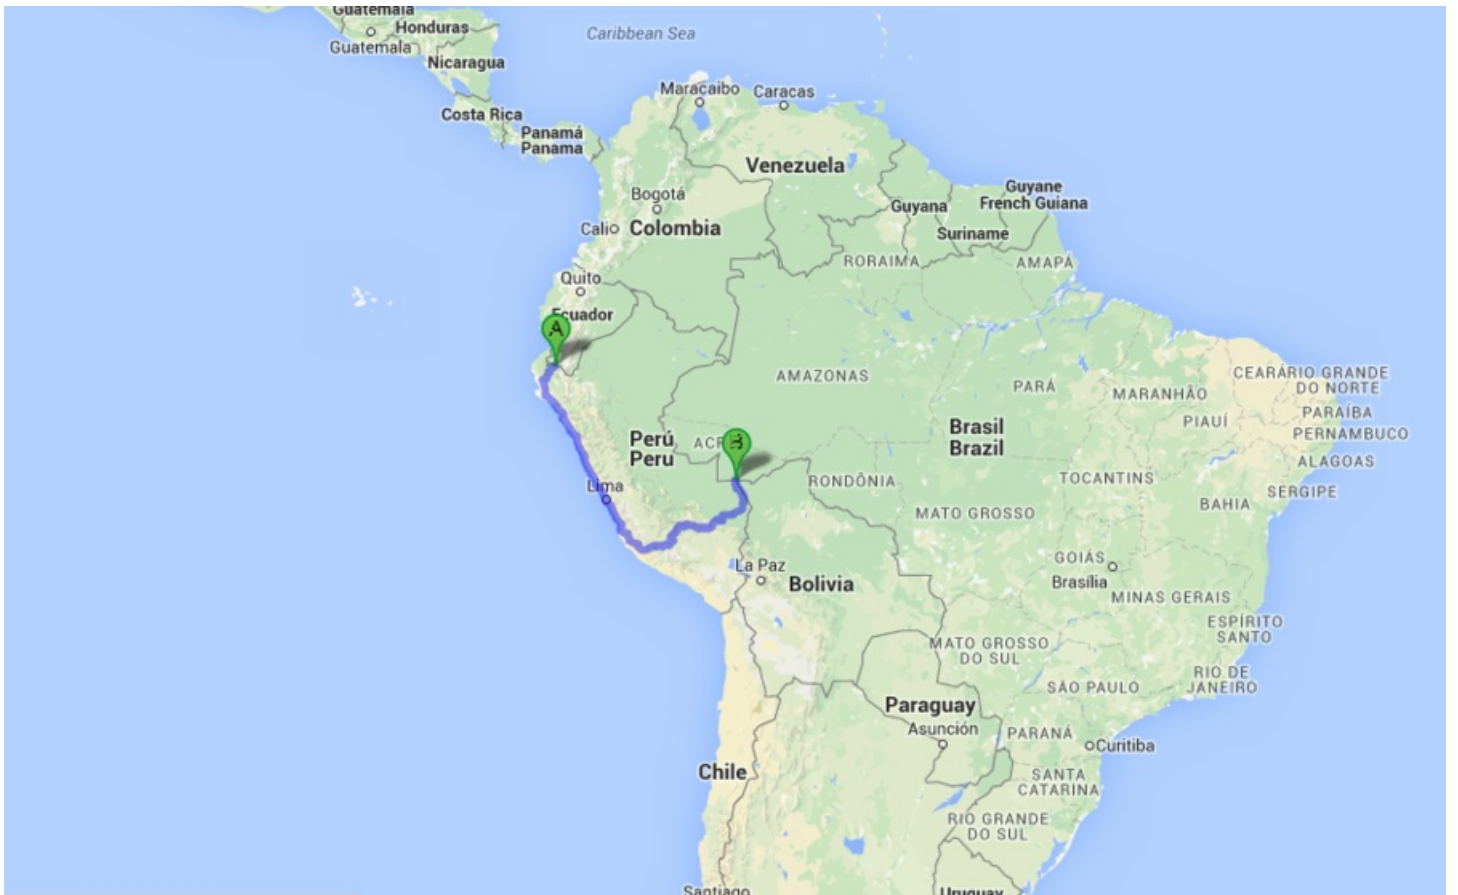 Guatemala
Honduras
Guatemala
Nicaragua
Caribbean Sea
Costa Rica
Panamá
Panama
Maracaibo
Caracas
Venezuela
Bogotá
Cali
Colombia
Guyana
Guyane
French Guiana
Suriname
RORAIMA
AMAPÁ
Quito
Ecuador
A
AMAZONAS
PARÁ
MARANHÃO
CEARÁ
RIO GRANDE
DO NORTE
PARAÍBA
PIAUÍ
PERNAMBUCO
Perú
Peru
B
Brasil
Brazil
ALAGOAS
Lima
RONDÔNIA
TOCANTINS
SERGIPE
BAHIA
MATO GROSSO
La Paz
Bolivia
GOIÁS
Brasília
MINAS GERAIS
ESPÍRITO
SANTO
MATO GROSSO
DO SUL
RIO DE
JANEIRO
SÃO PAULO
Paraguay
Asunción
PARANÁ
Curitiba
Chile
SANTA
CATARINA
RIO GRANDE
DO SUL
Santiago
Uruguay